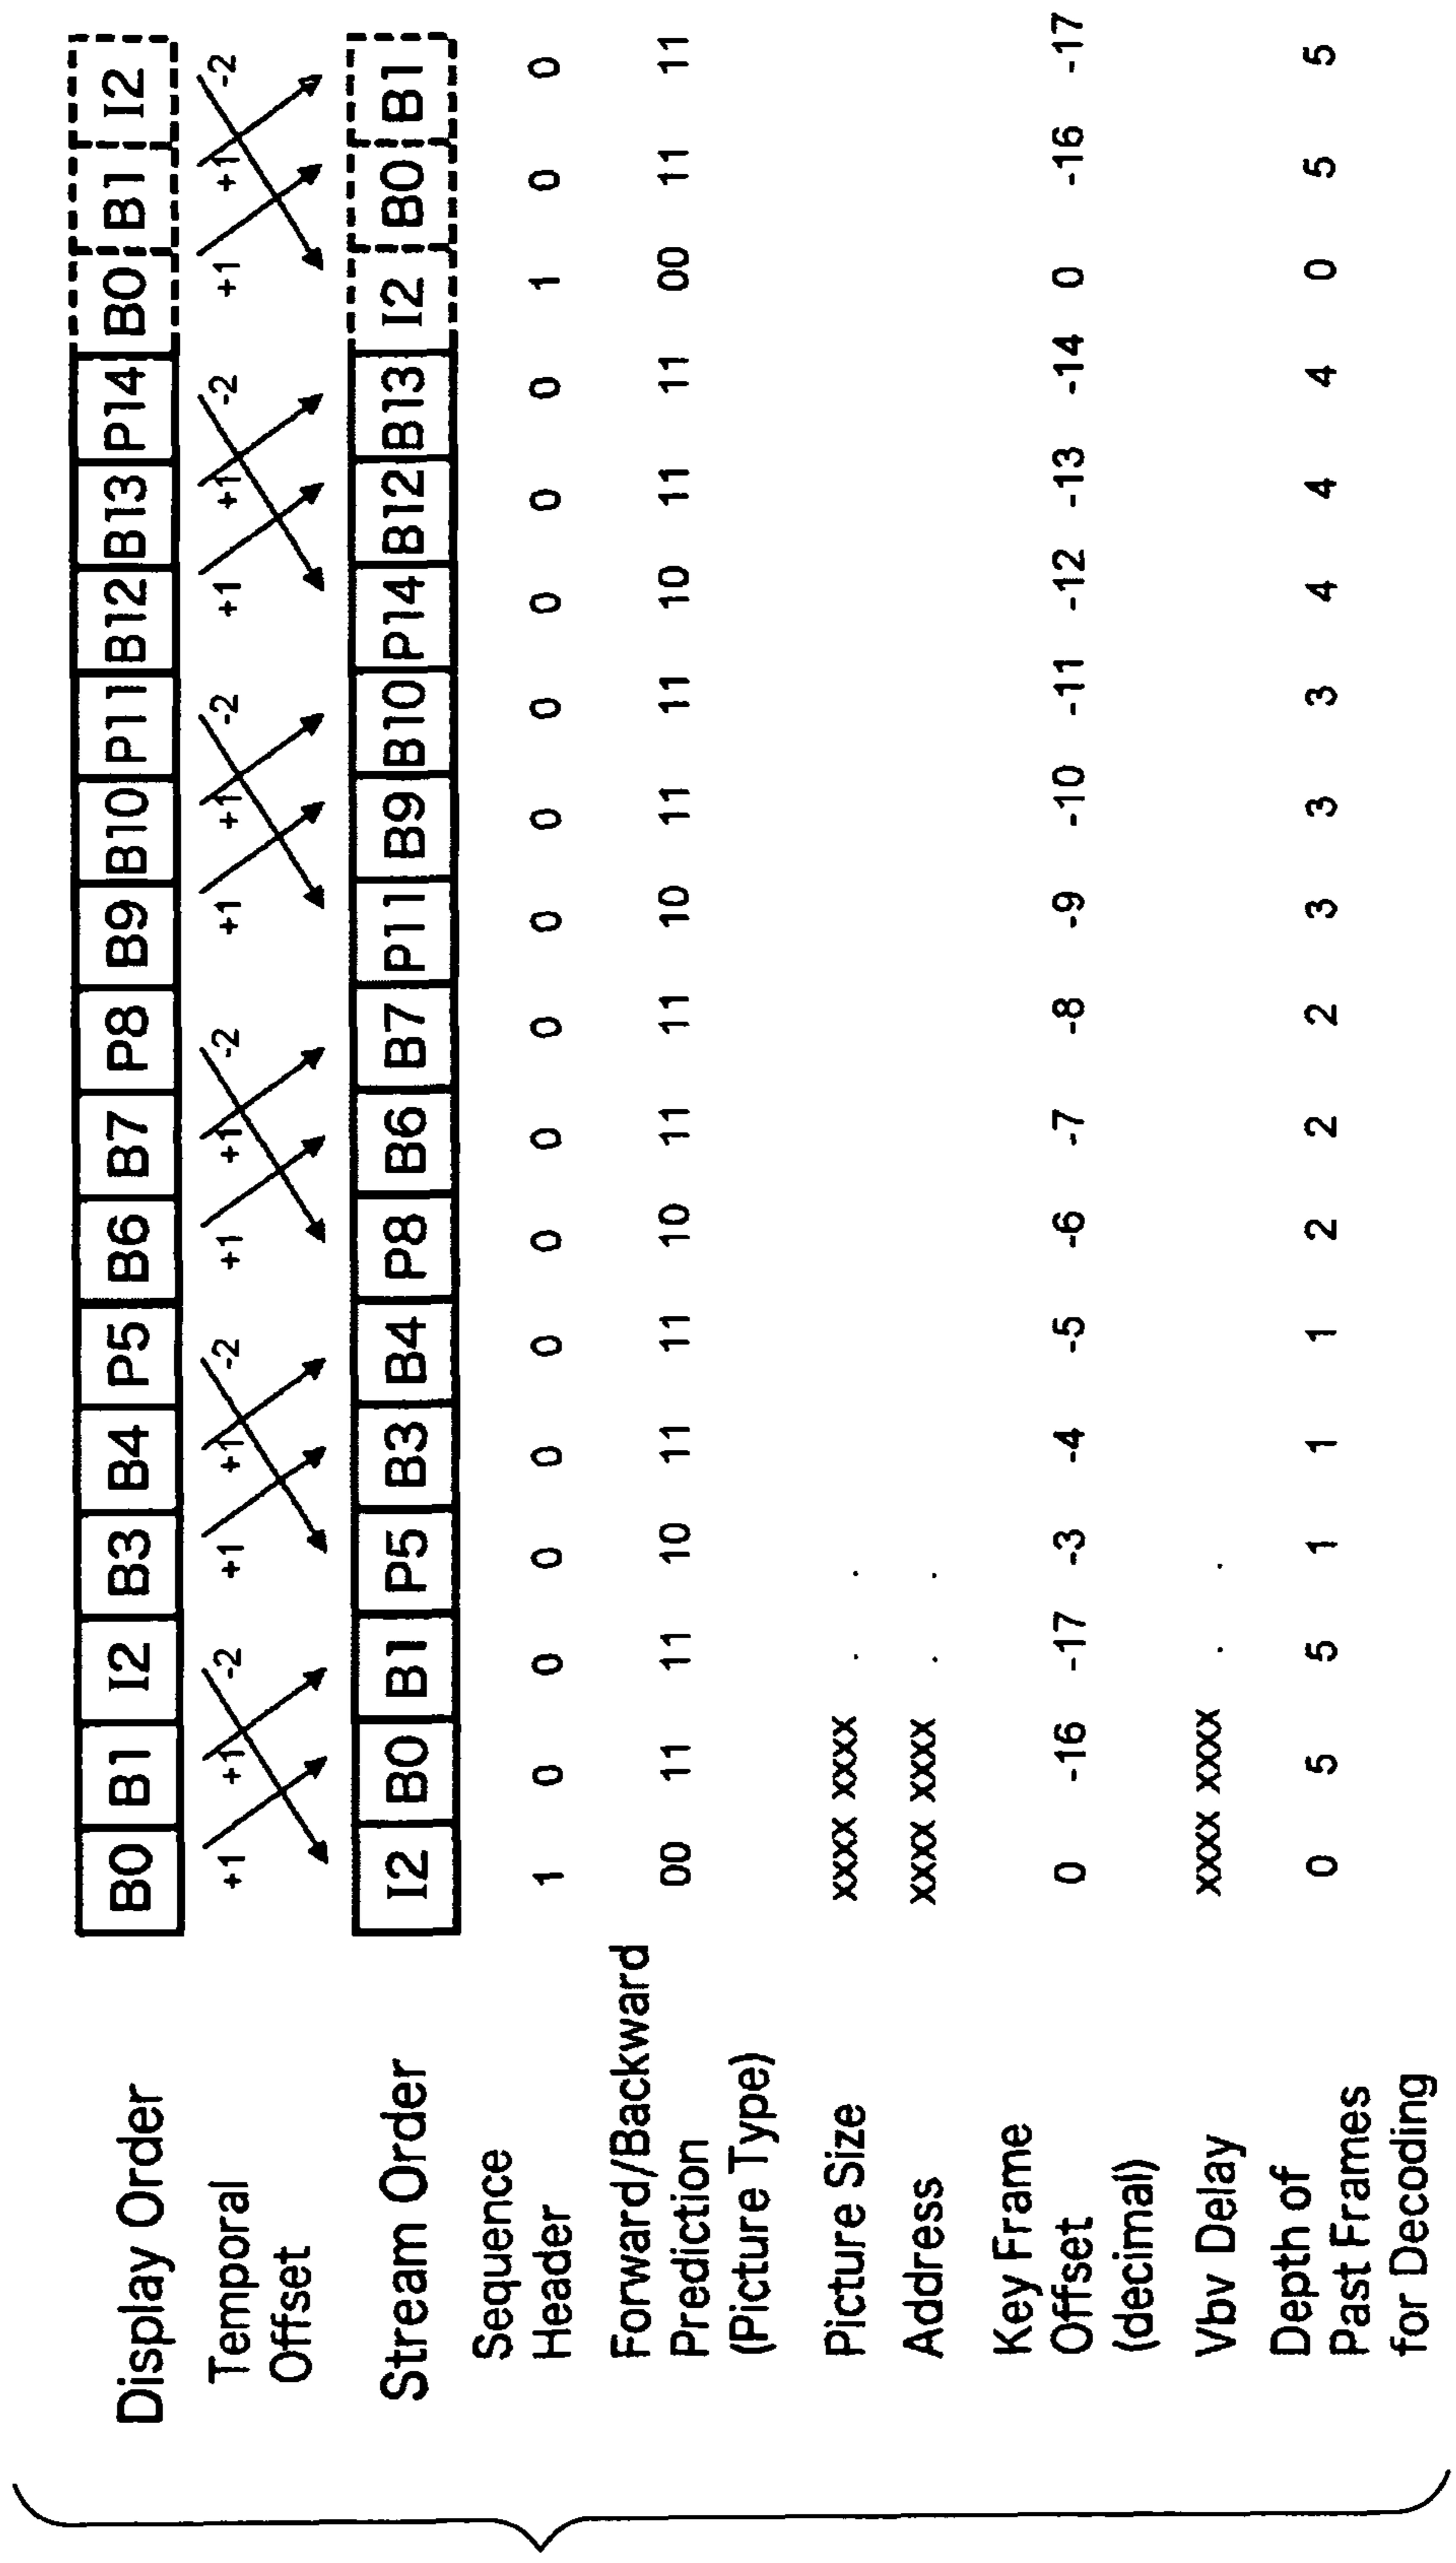 Display Order B0 B1 I2 B3 B4 P5 B6 B7 P8 B9 B10 P11 B12 B13 P14 B0 B1 I2
Temporal
Offset
+1 +1 -2 +1 +1 -2 +1 +1 -2 +1 +1 -2 +1 +1 -2 +1 +1 -2
Stream Order I2 B0 B1 P5 B3 B4 P8 B6 B7 P11 B9 B10 P14 B12 B13 I2 B0 B1
Sequence
Header 1 0 0 0 0 0 0 0 0 0 0 0 0 0 0 1 0 0
Forward/Backward
Prediction 00 11 11 10 11 11 10 11 11 10 11 11 10 11 11 00 11 11
(Picture Type)
Picture Size xxxx xxxx . .
Address xxxx xxxx . .
Key Frame
Offset 0 -16 -17 -3 -4 -5 -6 -7 -8 -9 -10 -11 -12 -13 -14 0 -16 -17
(decimal)
Vbv Delay xxxx xxxx . .
Depth of
Past Frames 0 5 5 1 1 1 2 2 2 3 3 3 4 4 4 0 5 5
for Decoding